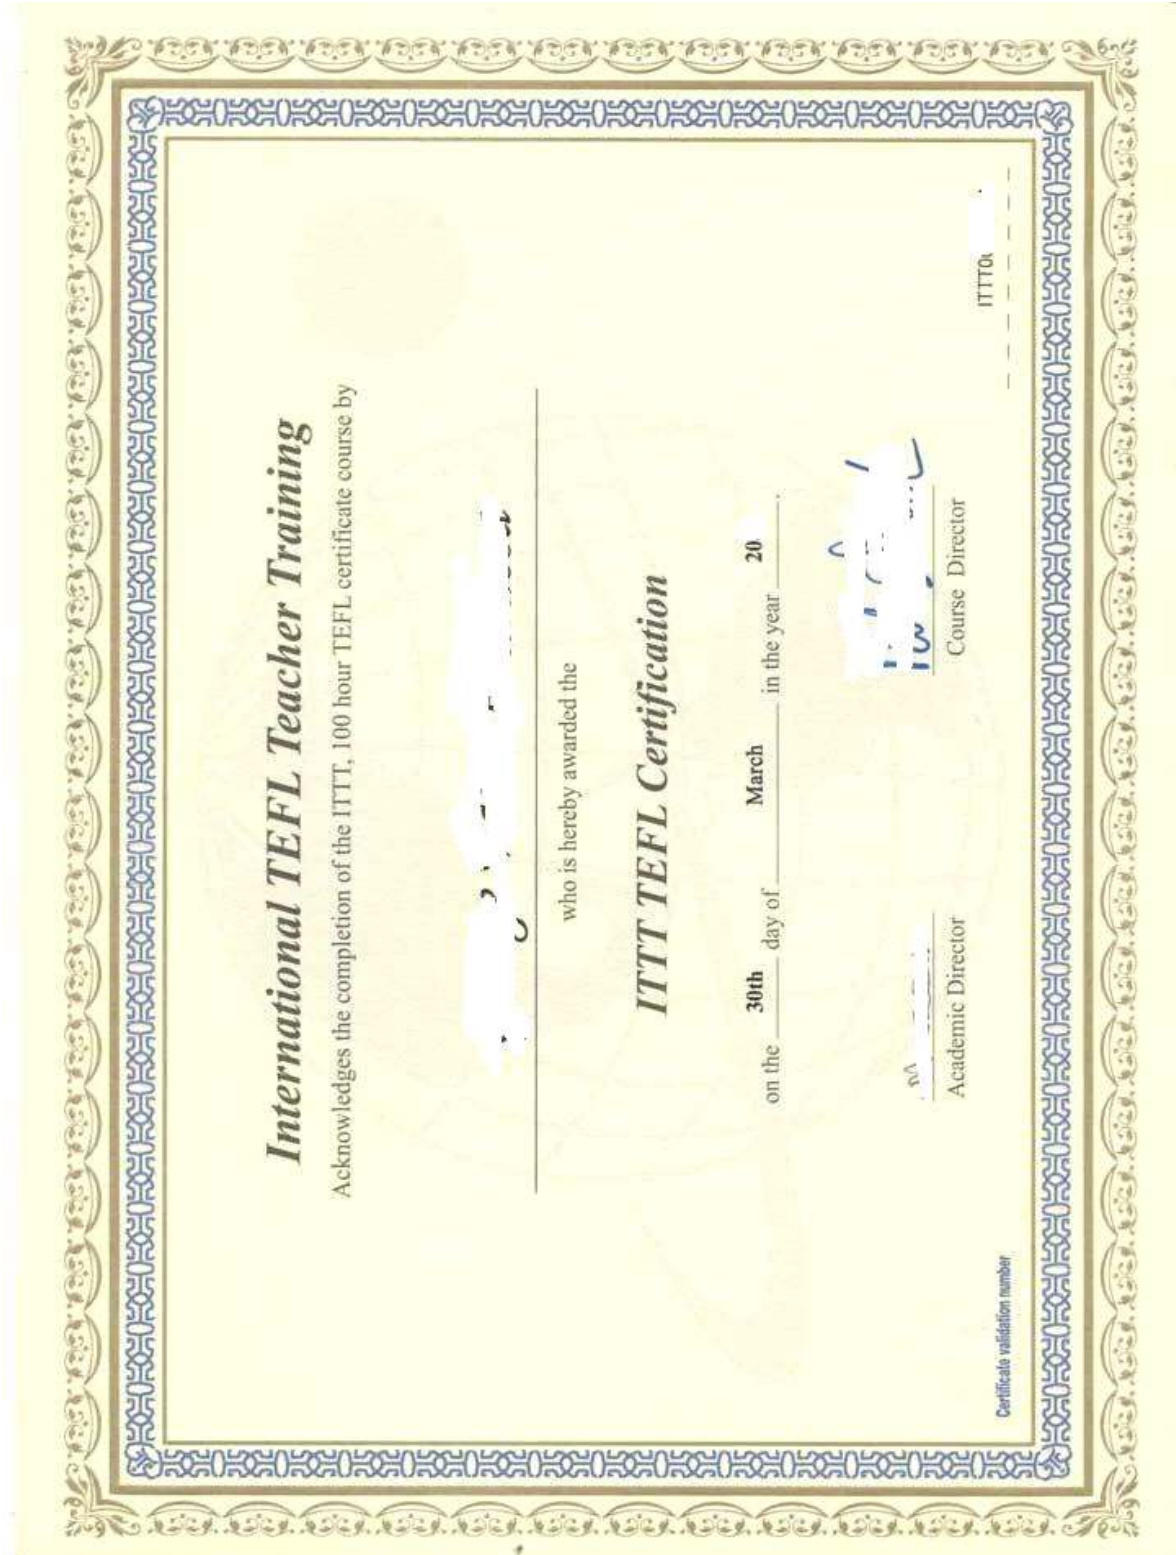 International TEFL Teacher Training
Acknowledges the completion of the ITTT, 100 hour TEFL certificate course by
who is hereby awarded the
ITTT TEFL Certification
on the 30th day of March in the year 20 .
Academic Director Course Director
Certificate validation number